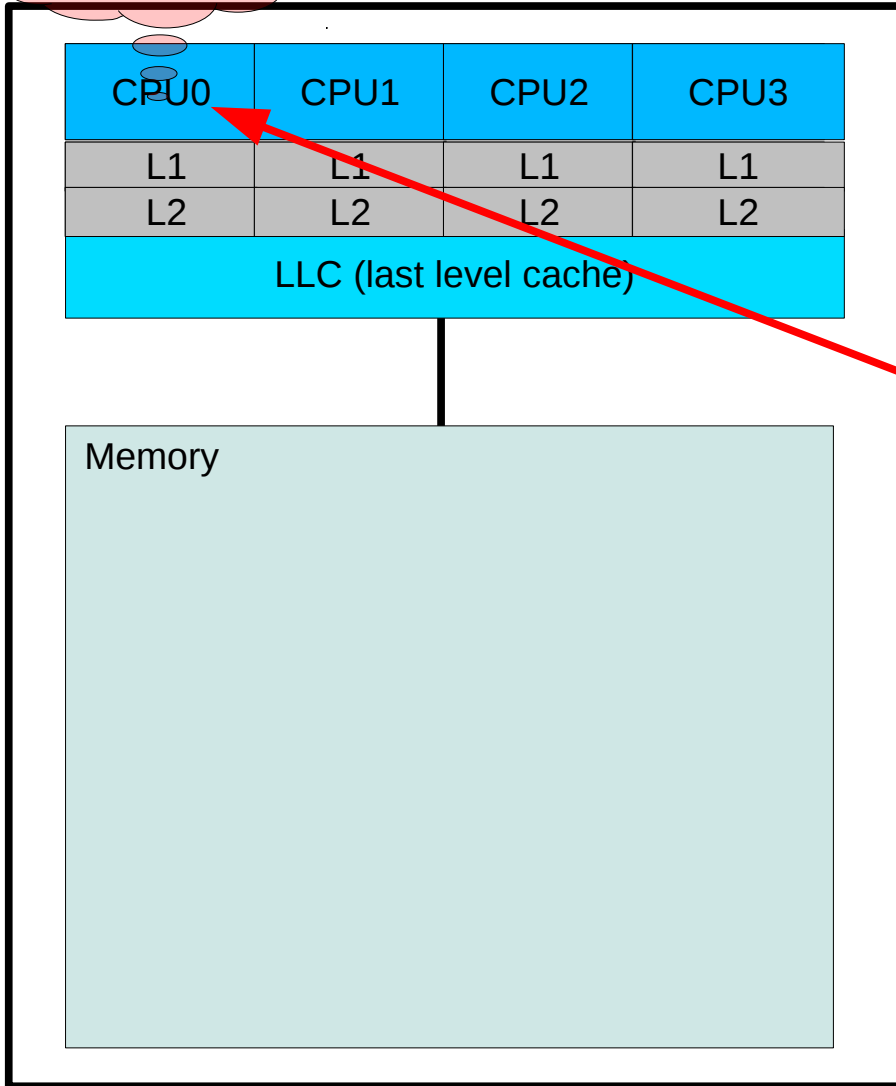 CPU0 CPU1 CPU2 CPU3
L1 L1 L1 L1
L2 L2 L2 L2
LLC (last level cache)
Memory